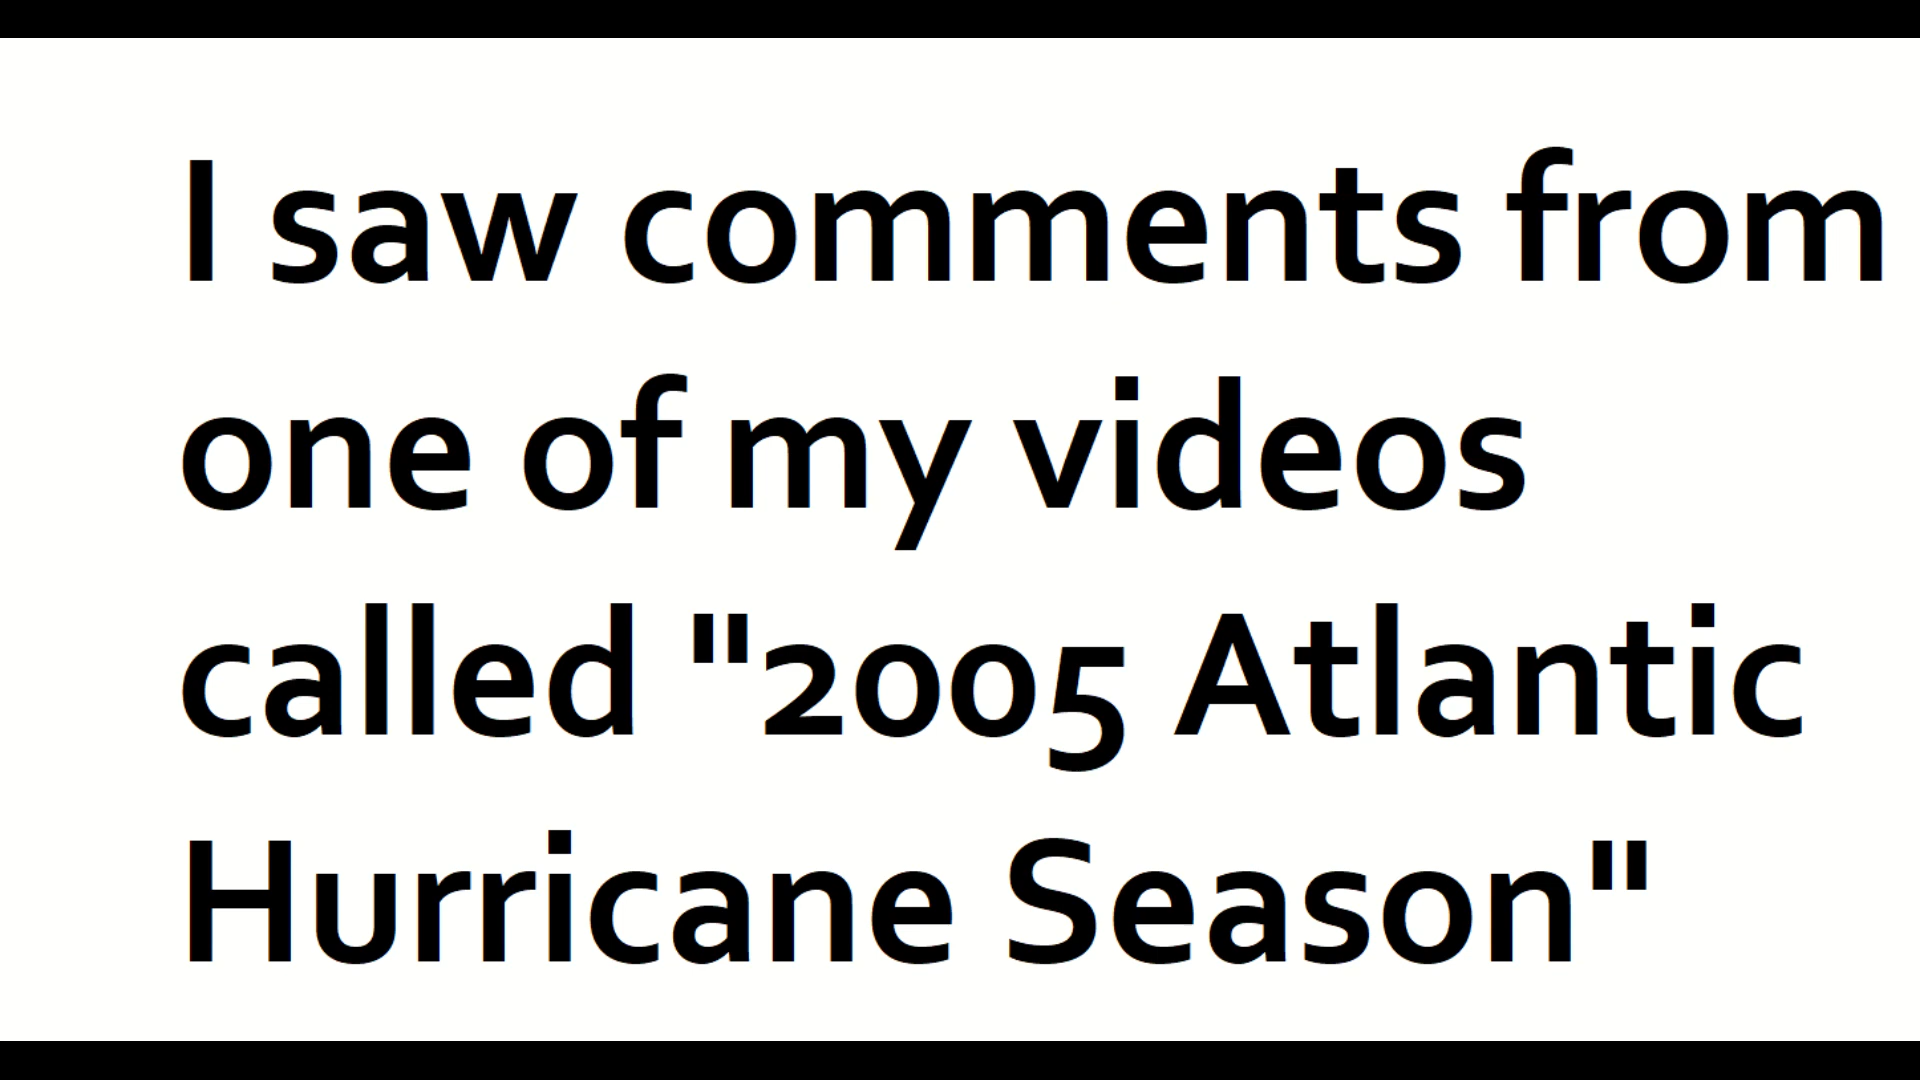 I saw comments from
one of my videos
called "2005 Atlantic
Hurricane Season"